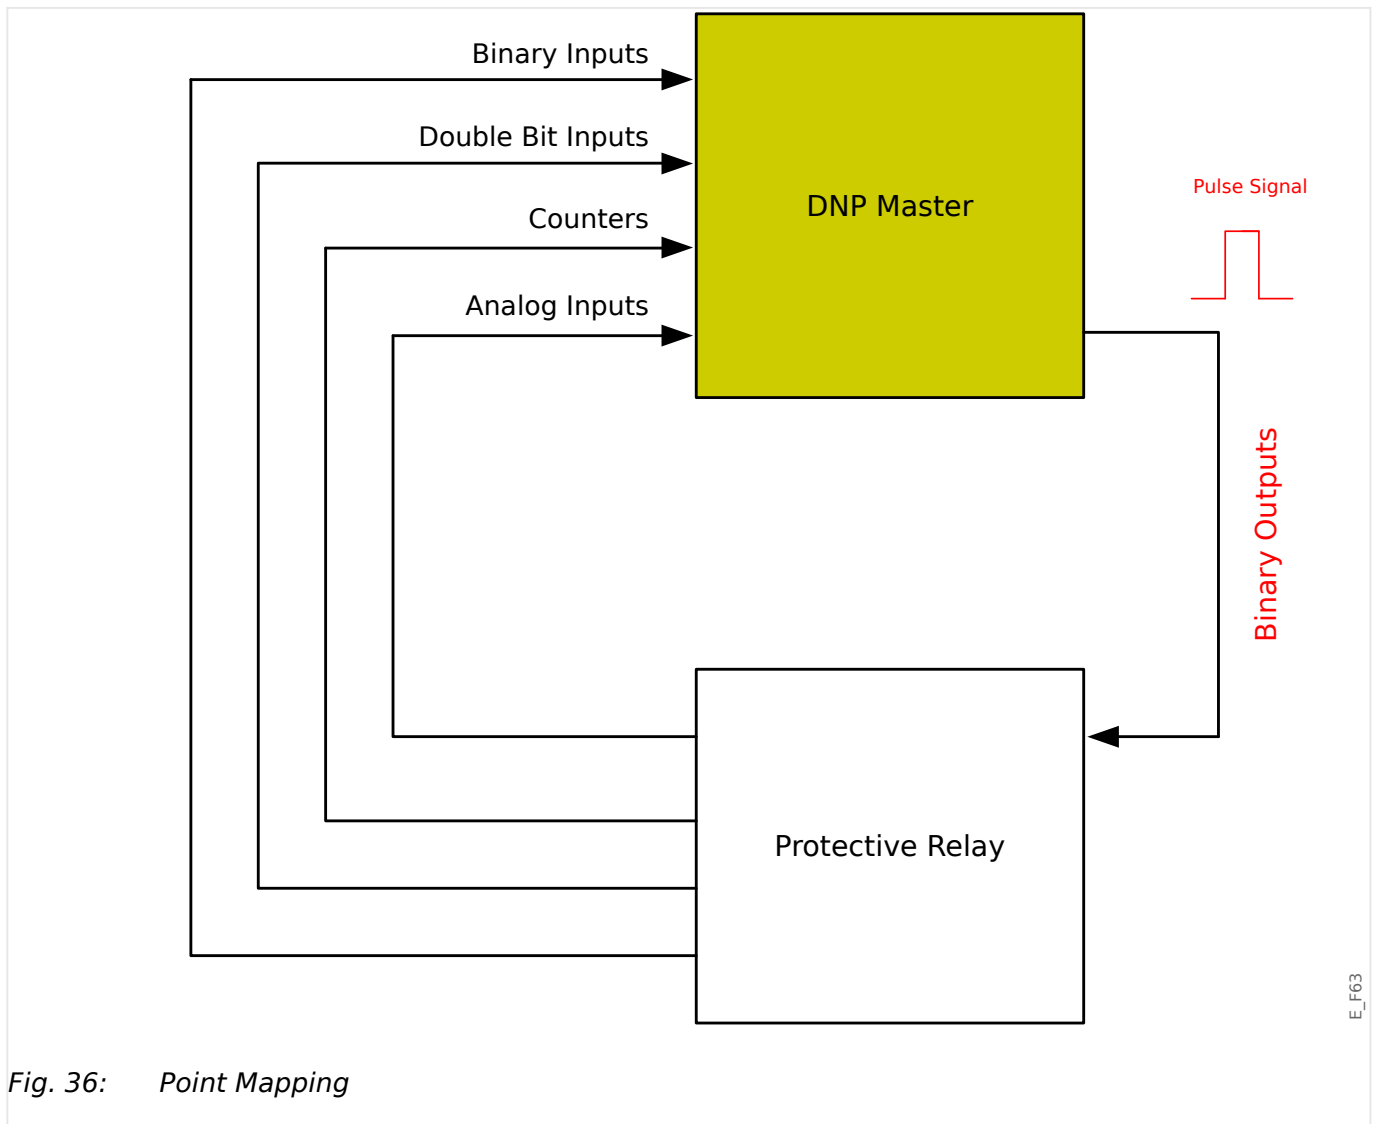 Binary Inputs
Double Bit Inputs
Counters
Analog Inputs
DNP Master
Pulse Signal
Binary Outputs
Protective Relay
E_F63
Fig. 36: Point Mapping